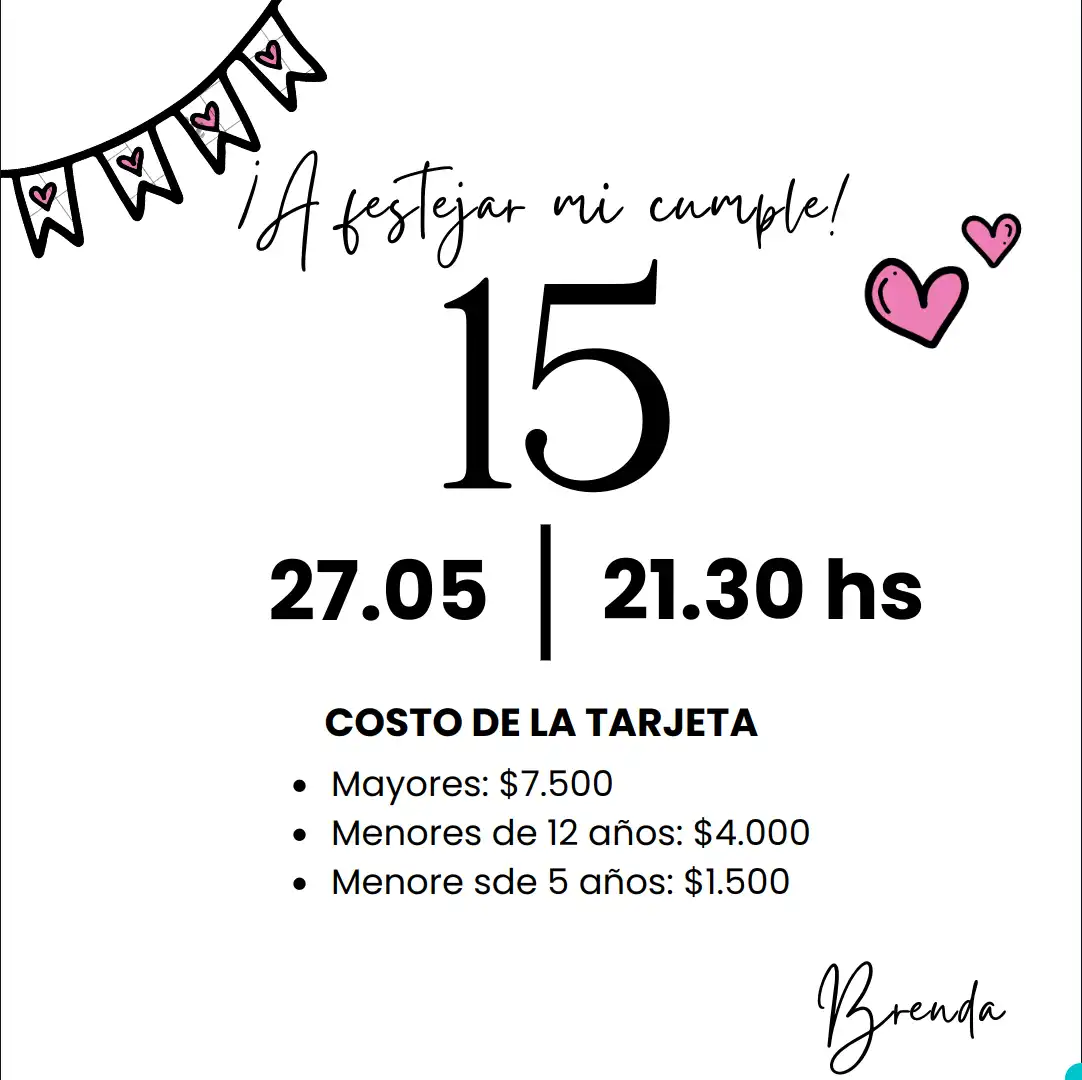 ¡A festejar mi cumple!
15
27.05 | 21.30 hs
COSTO DE LA TARJETA
• Mayores: $7.500
• Menores de 12 años: $4.000
• Menore sde 5 años: $1.500
Brenda